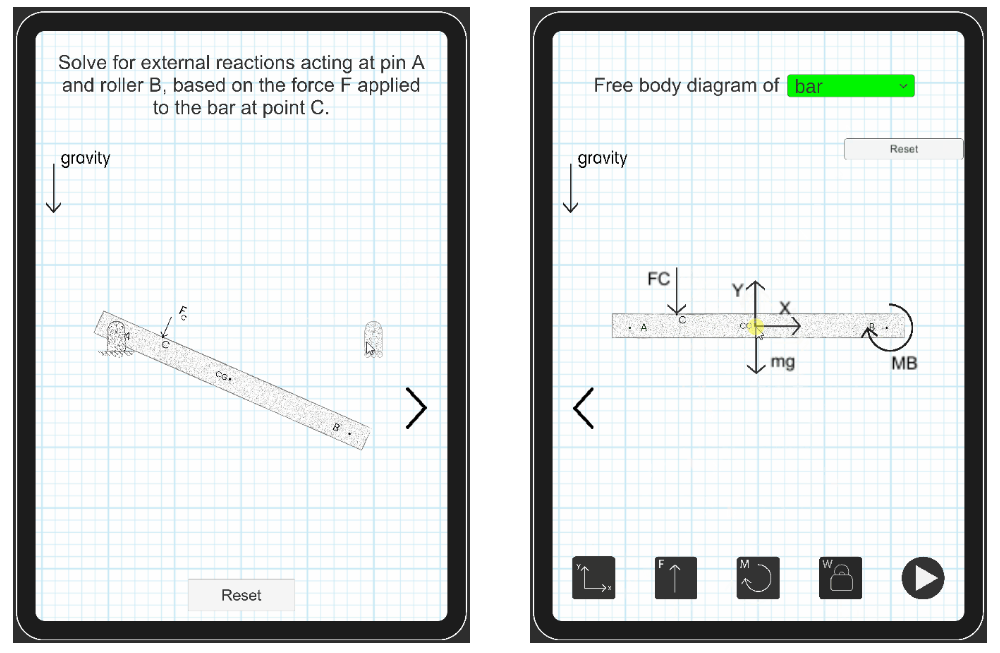 Solve for external reactions acting at pin A
and roller B, based on the force F applied
to the bar at point C.
gravity
F
C
A
C
CG
B
Reset
Free body diagram of bar
Reset
gravity
FC
Y
X
A
C
CG
B
mg
MB
y
x
F
M
W